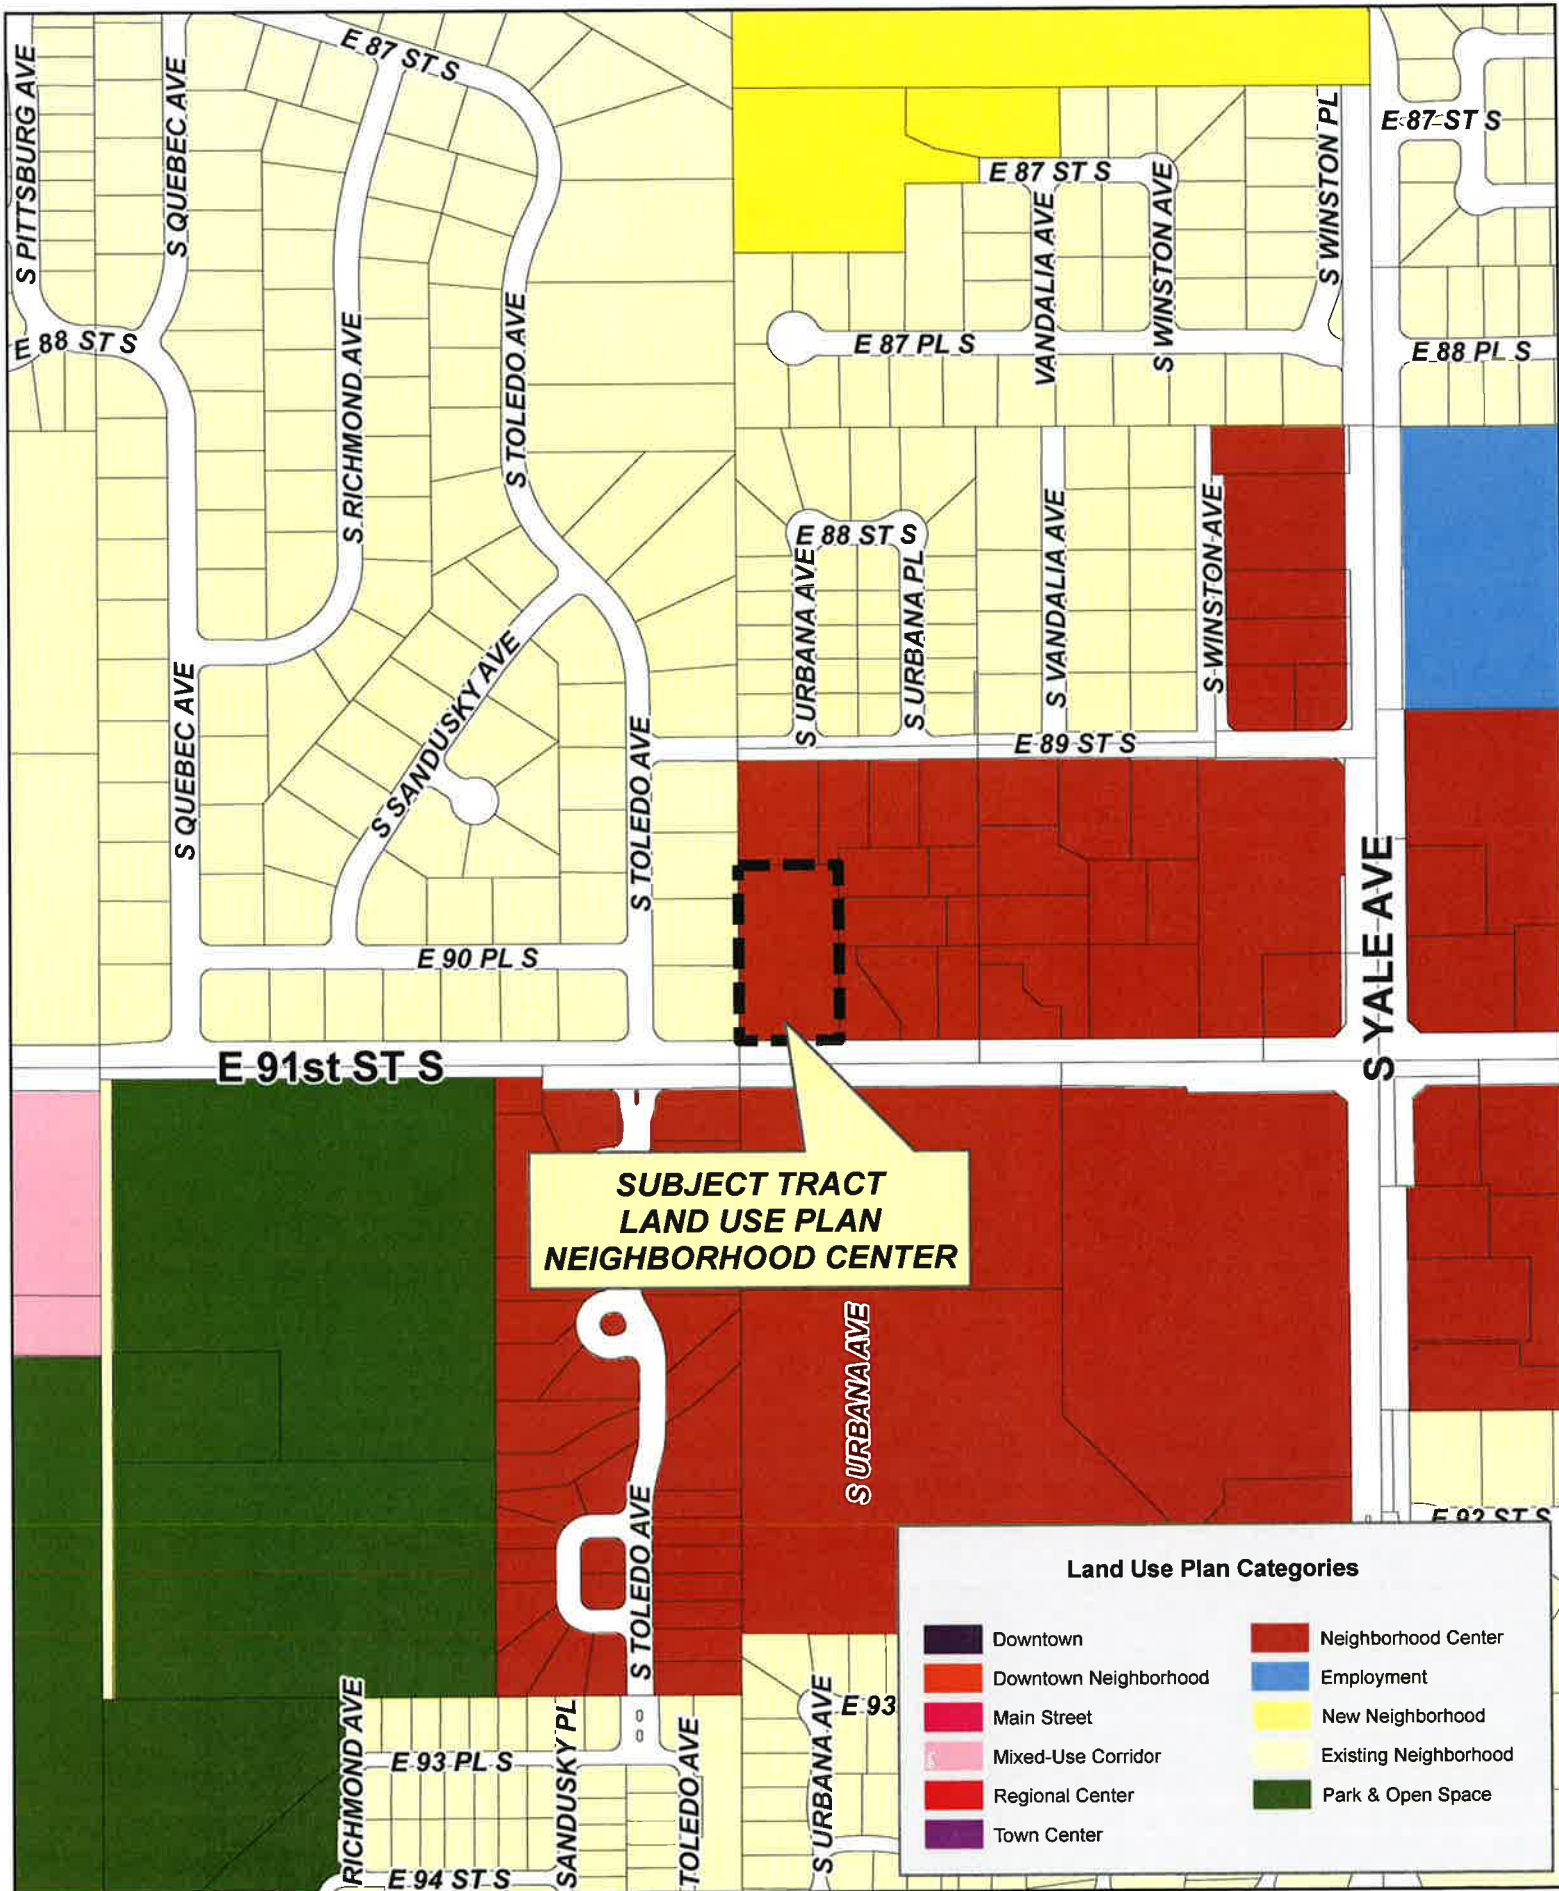 E 87 ST S
S PITTSBURG AVE
S QUEBEC AVE
S WINSTON PL
E 87 ST S
E 87 ST S
VANDALIA AVE
S WINSTON AVE
E 88 ST S
S RICHMOND AVE
S TOLEDO AVE
E 87 PL S
E 88 PL S
E 88 ST S
S URBANA AVE
S URBANA PL
S VANDALIA AVE
S WINSTON AVE
S QUEBEC AVE
S SANDUSKY AVE
S TOLEDO AVE
E 89 ST S
S YALE AVE
E 90 PL S
E 91st ST S
SUBJECT TRACT
LAND USE PLAN
NEIGHBORHOOD CENTER
S URBANA AVE
S TOLEDO AVE
E 92 ST S
RICHMOND AVE
E 93 PL S
SANDUSKY PL
TOLEDO AVE
S URBANA AVE
E 93
E 94 ST S
Land Use Plan Categories
Downtown
Downtown Neighborhood
Main Street
Mixed-Use Corridor
Regional Center
Town Center
Neighborhood Center
Employment
New Neighborhood
Existing Neighborhood
Park & Open Space